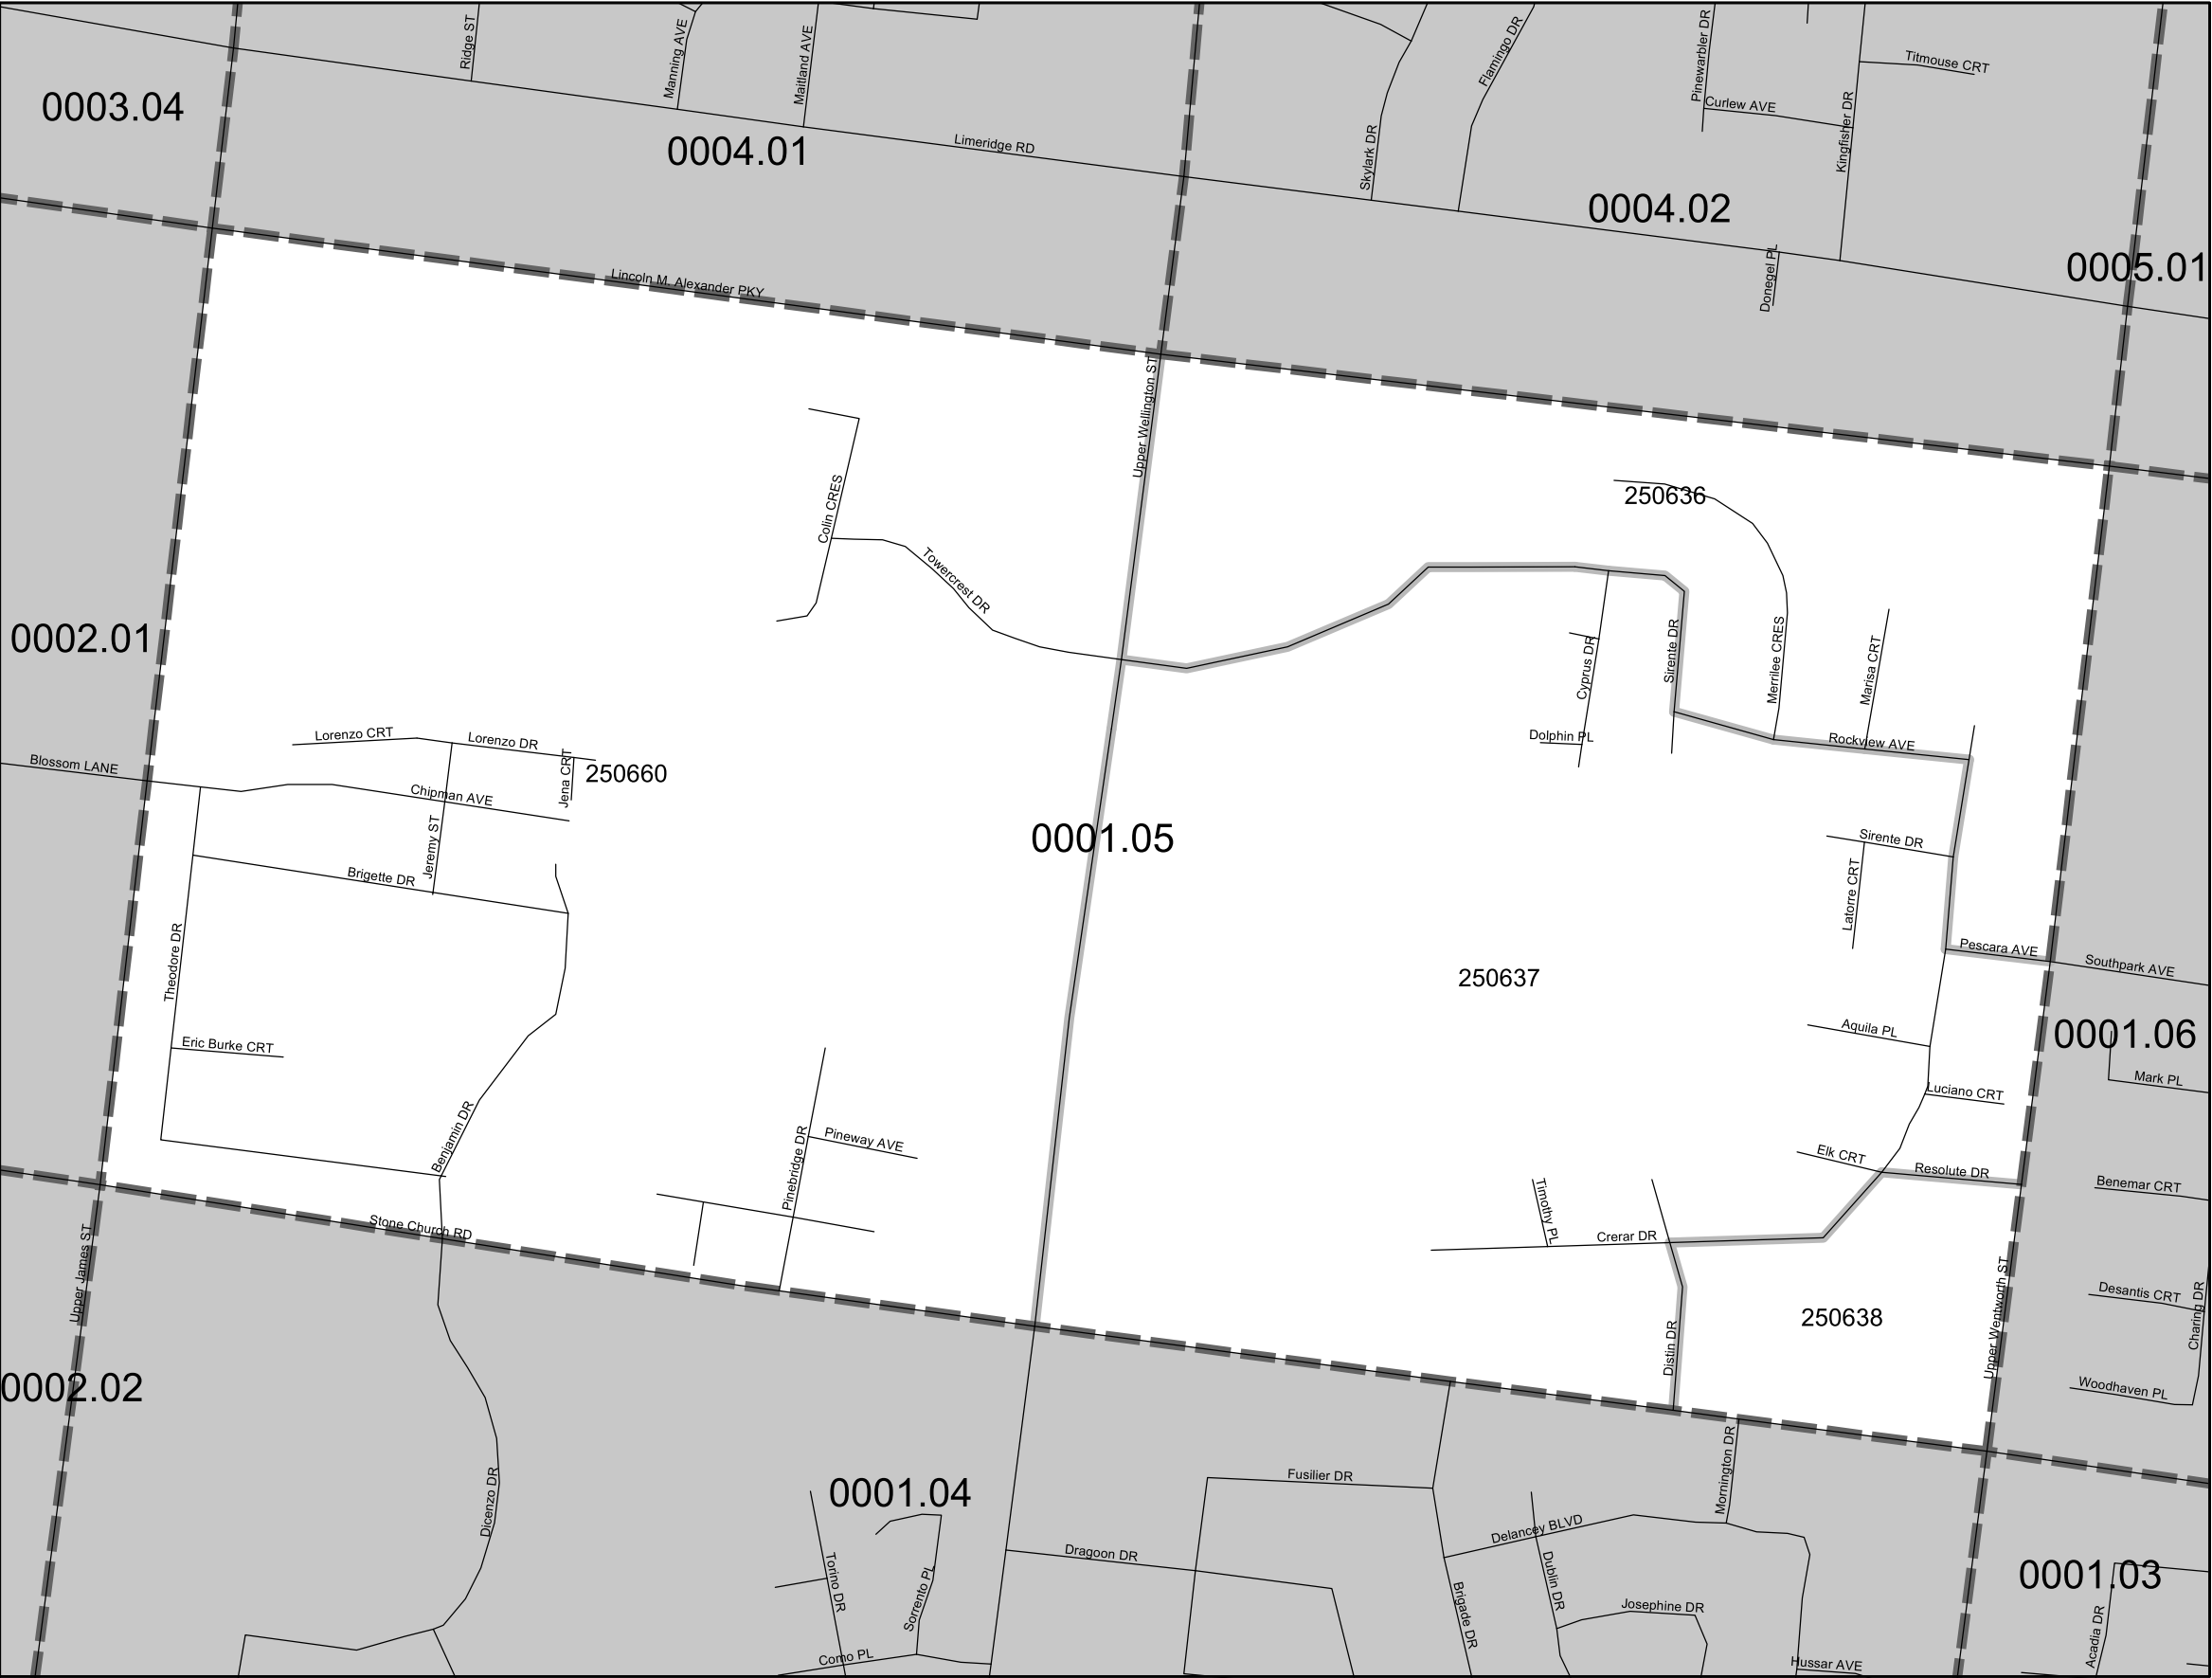 Ridge ST
Manning AVE
Maitland AVE
Flamingo DR
Pinewarbler DR
Titmouse CRT
Curlew AVE
Kingfisher DR
Skylark DR
0003.04
0004.01
Limeridge RD
0004.02
Donegel PL
0005.01
Lincoln M. Alexander PKY
Upper Wellington ST
Colin CRES
250636
Towercrest DR
0002.01
Cyprus DR
Sirente DR
Merrilee CRES
Marisa CRT
Lorenzo CRT
Lorenzo DR
Dolphin PL
Rockview AVE
Blossom LANE
Jena CRT
250660
Chipman AVE
Jeremy ST
0001.05
Sirente DR
Latorre CRT
Brigette DR
Theodore DR
Pescara AVE
Southpark AVE
250637
Aquila PL
0001.06
Eric Burke CRT
Mark PL
Luciano CRT
Benjamin DR
Pinebridge DR
Pineway AVE
Elk CRT
Resolute DR
Benemar CRT
Timothy PL
Crerar DR
Stone Church RD
Upper James ST
Distin DR
250638
Upper Wentworth ST
Desantis CRT
Charing DR
Woodhaven PL
0002.02
Dicenzo DR
0001.04
Fusilier DR
Mornington DR
Delancey BLVD
Dragoon DR
Torino DR
Sorrento PL
Dublin DR
Brigade DR
Josephine DR
0001.03
Acadia DR
Como PL
Hussar AVE